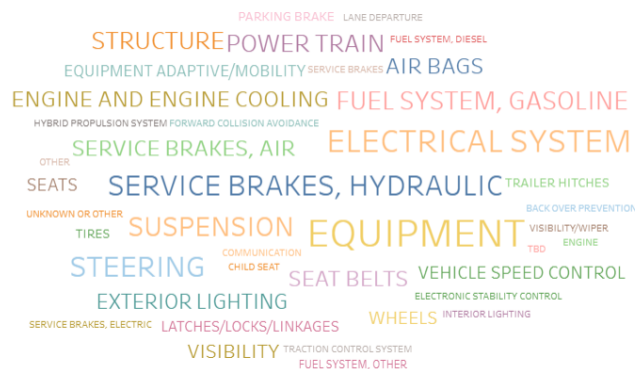 PARKING BRAKE LANE DEPARTURE
STRUCTURE POWER TRAIN FUEL SYSTEM, DIESEL
EQUIPMENT ADAPTIVE/MOBILITY SERVICE BRAKES AIR BAGS
ENGINE AND ENGINE COOLING FUEL SYSTEM, GASOLINE
HYBRID PROPULSION SYSTEM FORWARD COLLISION AVOIDANCE
SERVICE BRAKES, AIR ELECTRICAL SYSTEM
OTHER
SEATS SERVICE BRAKES, HYDRAULIC TRAILER HITCHES
BACK OVER PREVENTION
UNKNOWN OR OTHER SUSPENSION EQUIPMENT VISIBILITY/WIPER
TIRES TBD ENGINE
COMMUNICATION
STEERING CHILD SEAT SEAT BELTS VEHICLE SPEED CONTROL
EXTERIOR LIGHTING ELECTRONIC STABILITY CONTROL
SERVICE BRAKES, ELECTRIC LATCHES/LOCKS/LINKAGES WHEELS INTERIOR LIGHTING
VISIBILITY TRACTION CONTROL SYSTEM
FUEL SYSTEM, OTHER